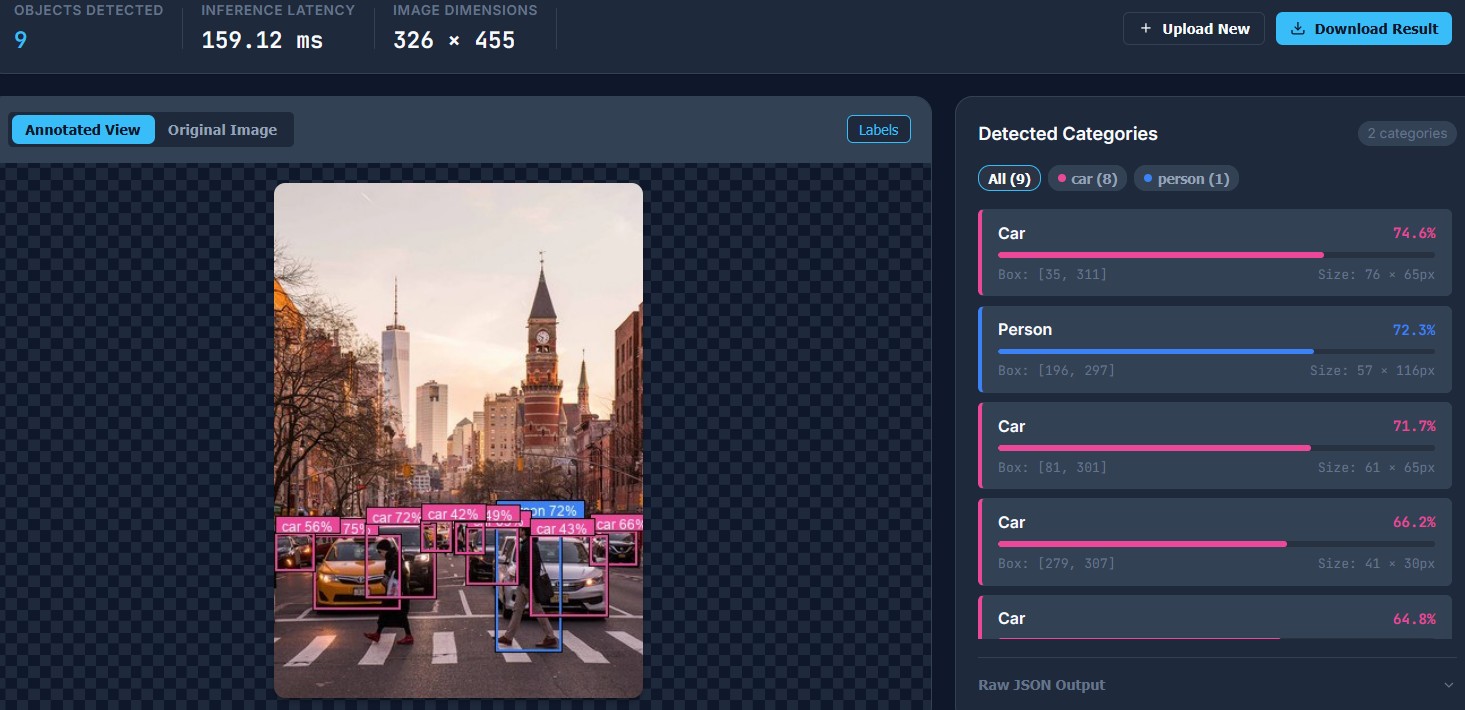 OBJECTS DETECTED
9
INFERENCE LATENCY
159.12 ms
IMAGE DIMENSIONS
326 × 455
+ Upload New
Download Result
Annotated View
Original Image
Labels
car 56%
75%
car 72%
car 42%
49%
son 72%
car 43%
car 66%
Detected Categories
2 categories
All (9)
car (8)
person (1)
Car
74.6%
Box: [35, 311]
Size: 76 × 65px
Person
72.3%
Box: [196, 297]
Size: 57 × 116px
Car
71.7%
Box: [81, 301]
Size: 61 × 65px
Car
66.2%
Box: [279, 307]
Size: 41 × 30px
Car
64.8%
Raw JSON Output